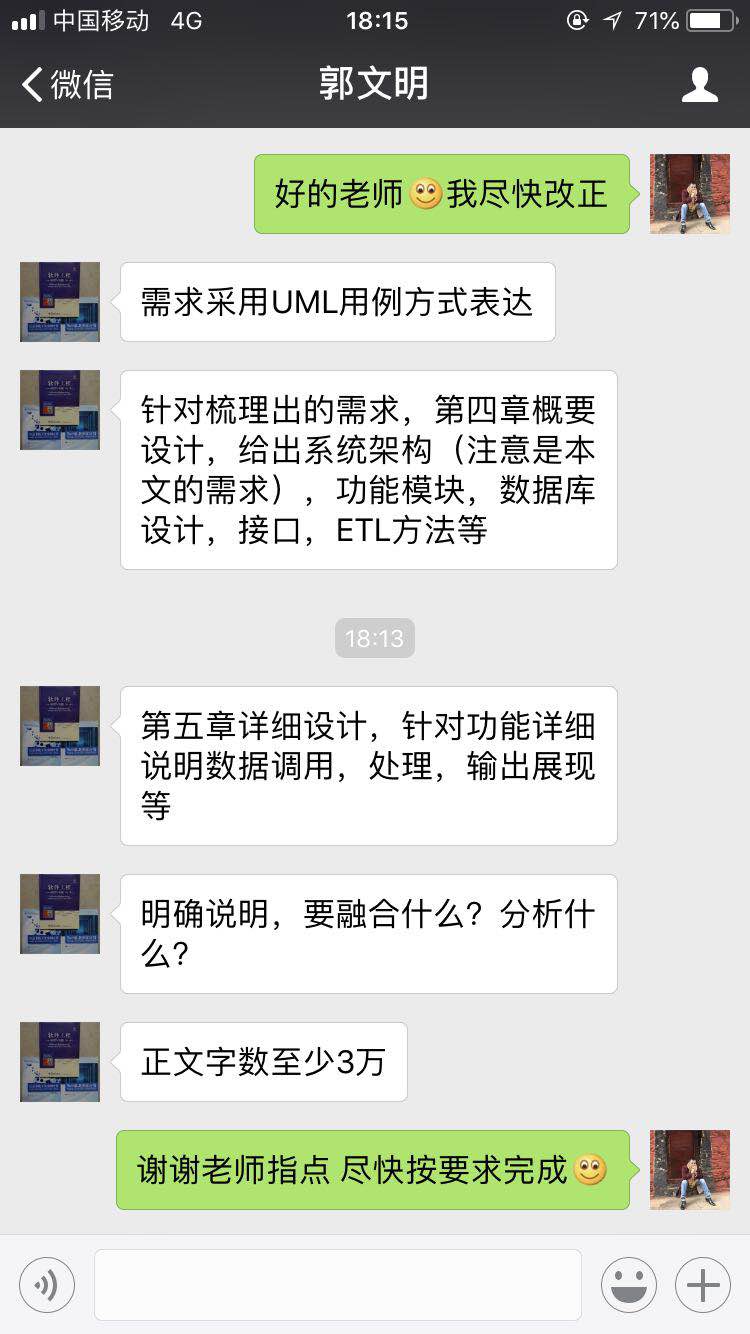 中国移动 4G 18:15 71%
微信 郭文明
好的老师🙂我尽快改正
需求采用UML用例方式表达
针对梳理出的需求，第四章概要
设计，给出系统架构（注意是本
文的需求），功能模块，数据库
设计，接口，ETL方法等
18:13
第五章详细设计，针对功能详细
说明数据调用，处理，输出展现
等
明确说明，要融合什么？分析什
么？
正文字数至少3万
谢谢老师指点 尽快按要求完成🙂